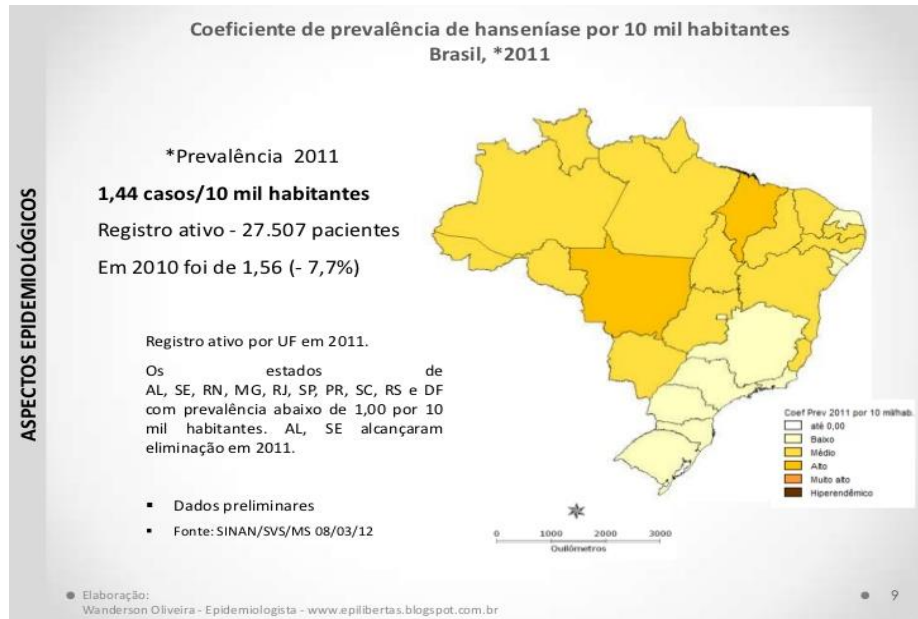 Coeficiente de prevalência de hanseníase por 10 mil habitantes
Brasil, *2011
ASPECTOS EPIDEMIOLÓGICOS
*Prevalência 2011
1,44 casos/10 mil habitantes
Registro ativo - 27.507 pacientes
Em 2010 foi de 1,56 (- 7,7%)
Registro ativo por UF em 2011.
Os estados de
AL, SE, RN, MG, RJ, SP, PR, SC, RS e DF
com prevalência abaixo de 1,00 por 10
mil habitantes. AL, SE alcançaram
eliminação em 2011.
▪ Dados preliminares
▪ Fonte: SINAN/SVS/MS 08/03/12
Coef Prev 2011 por 10 mil/hab.
até 0,00
Baixo
Médio
Alto
Muito alto
Hiperendêmico
0 1000 2000 3000
Quilômetros
● Elaboração:
Wanderson Oliveira - Epidemiologista - www.epilibertas.blogspot.com.br
● 9